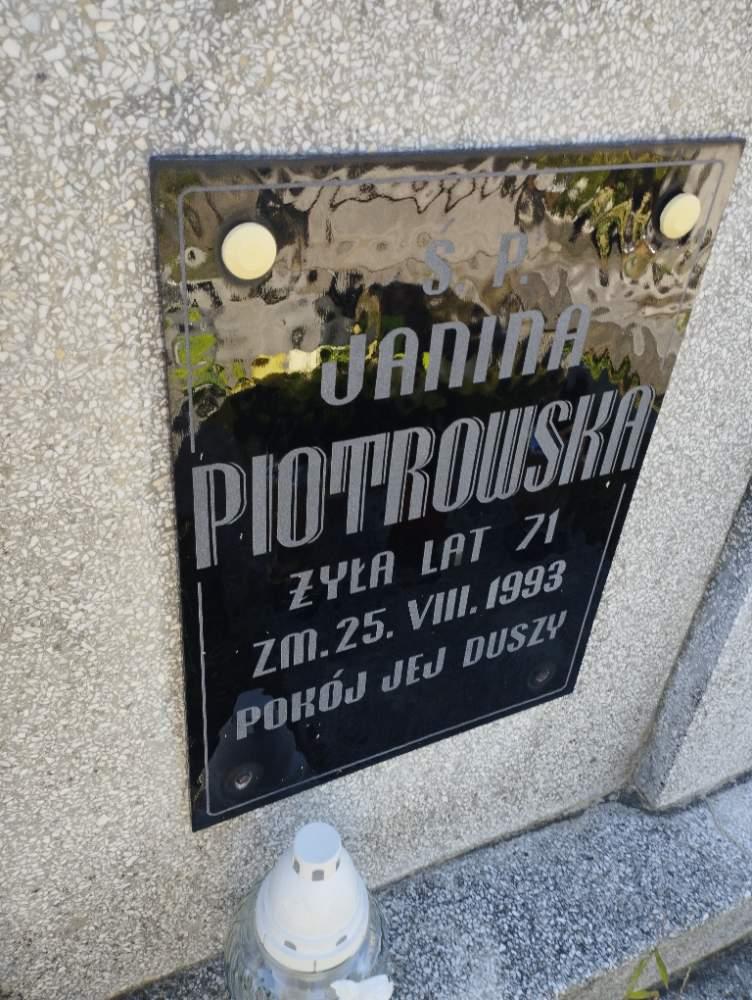 Ś. P.
JANINA
PIOTROWSKA
ŻYŁA LAT 71
ZM. 25. VIII. 1993
POKÓJ JEJ DUSZY